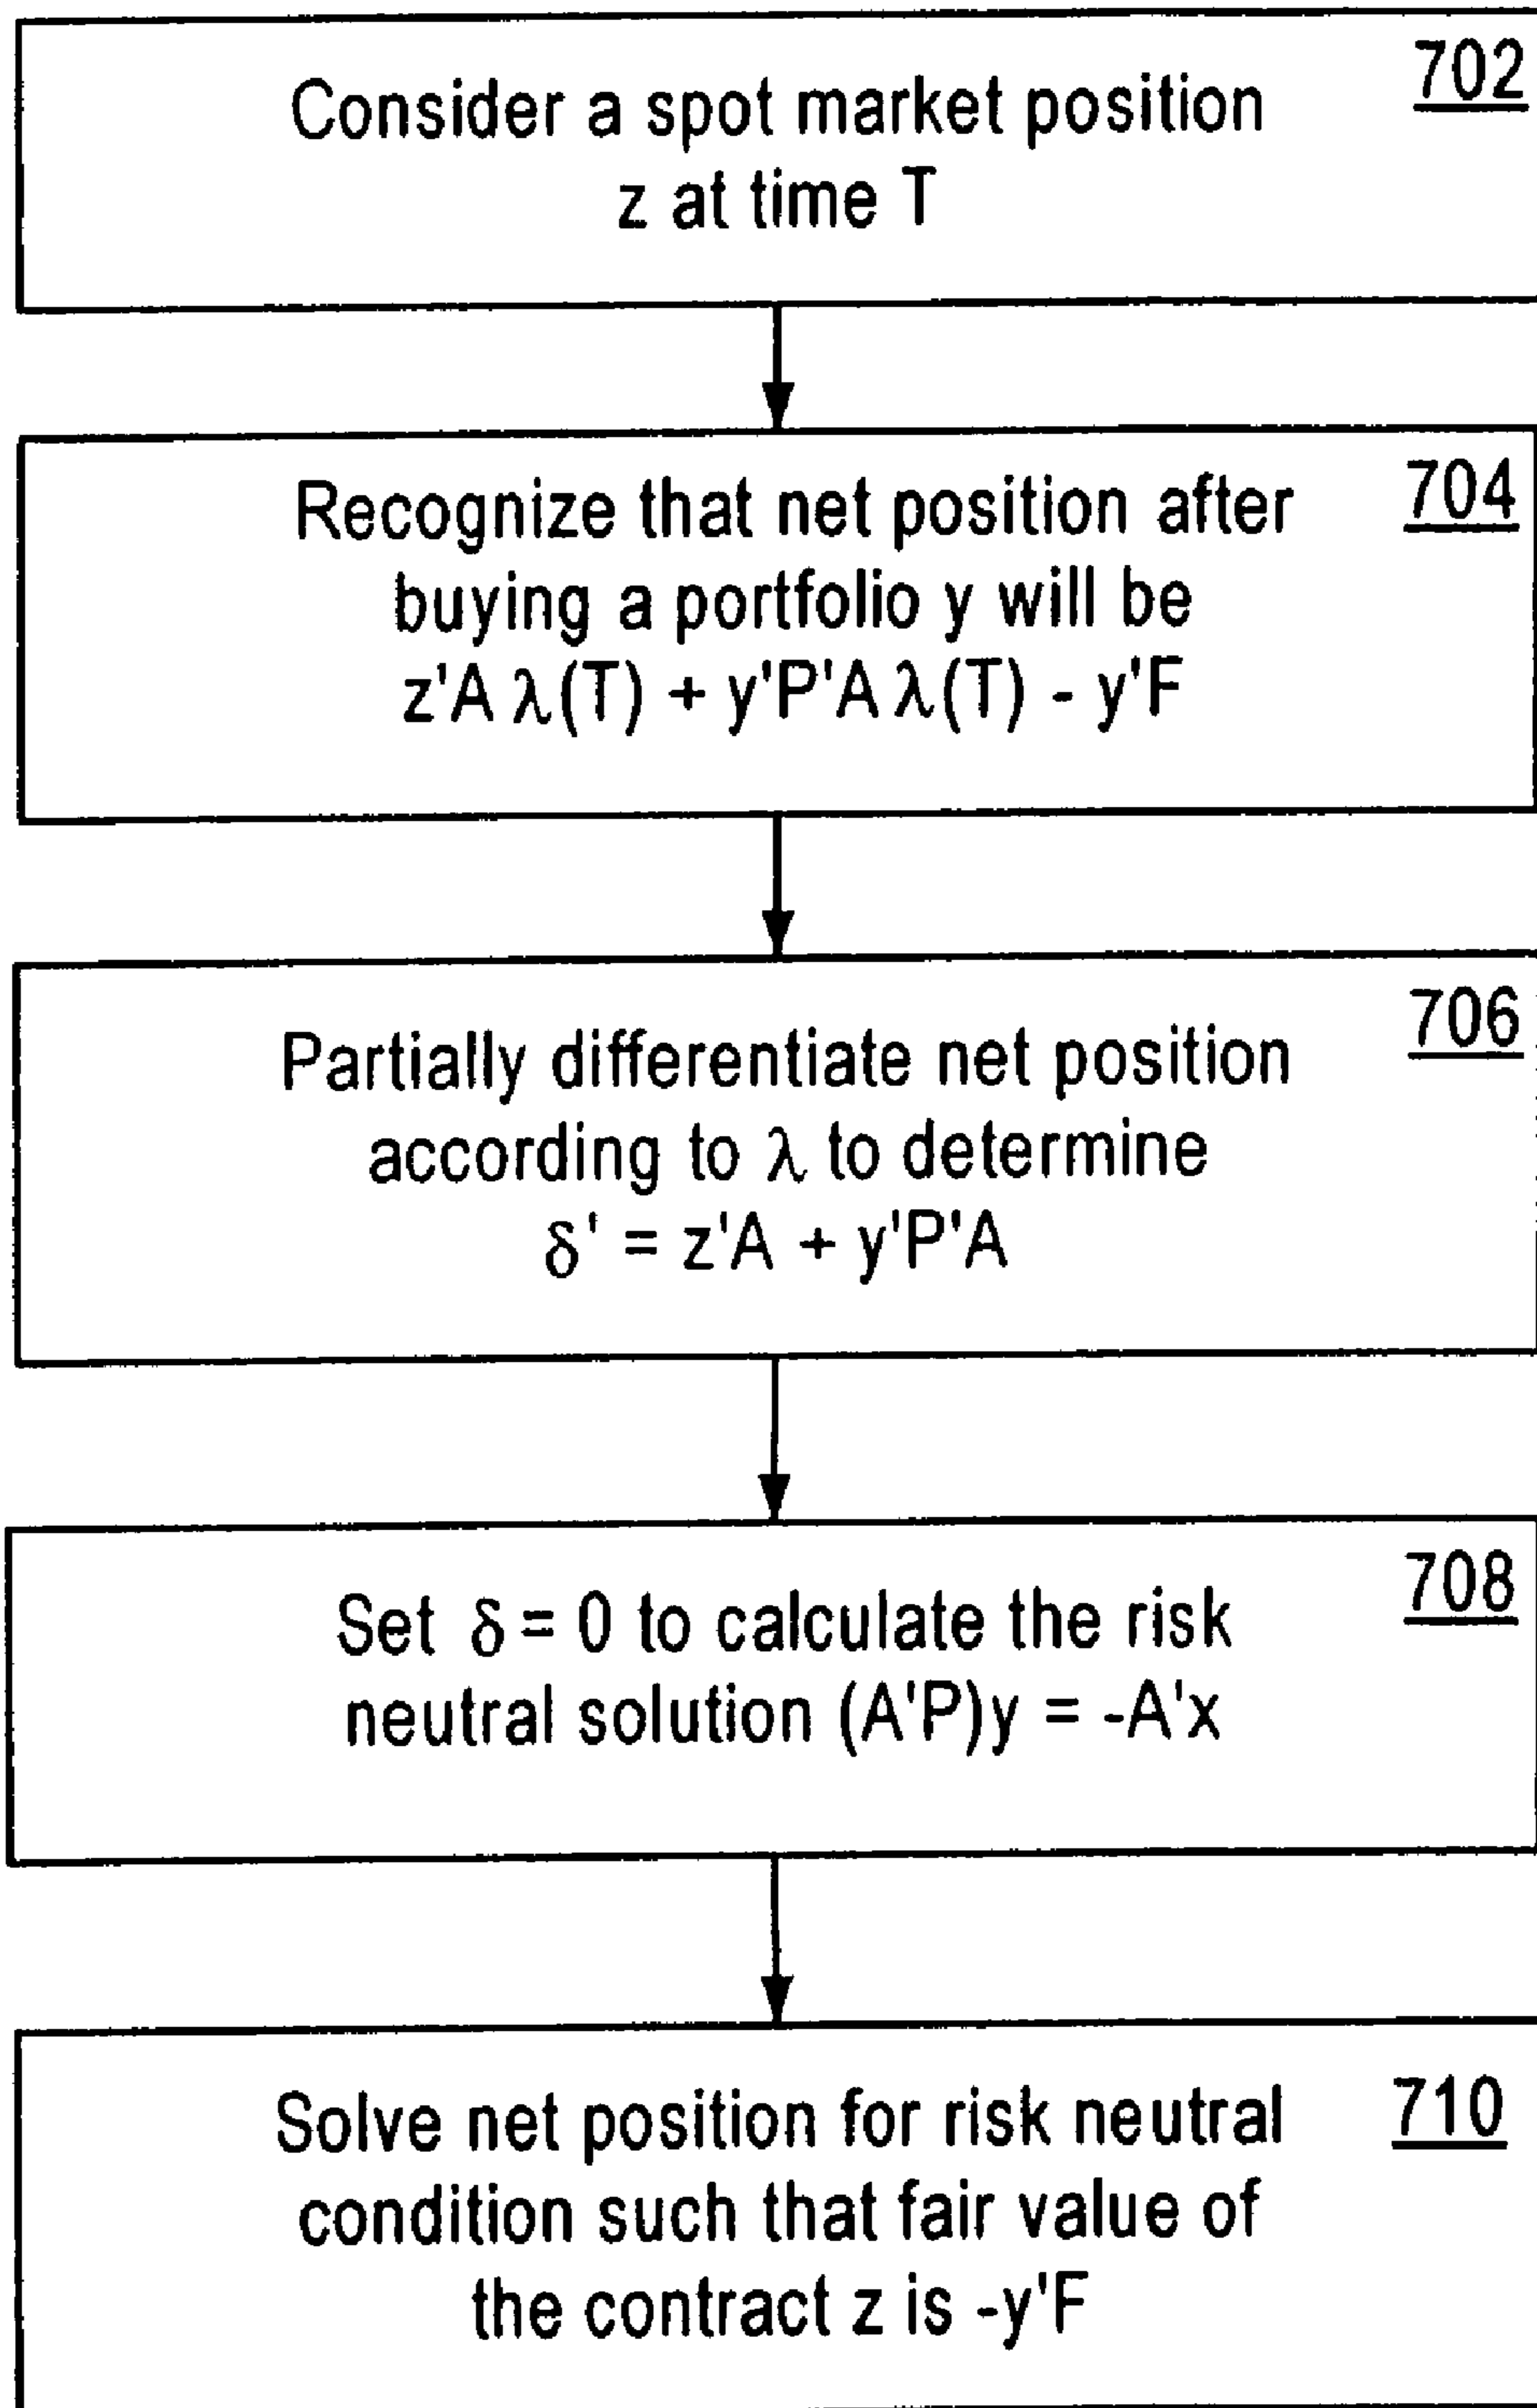 702
Consider a spot market position
z at time T
704
Recognize that net position after
buying a portfolio y will be
z'A λ(T) + y'P'A λ(T) - y'F
706
Partially differentiate net position
according to λ to determine
δ' = z'A + y'P'A
708
Set δ = 0 to calculate the risk
neutral solution (A'P)y = -A'x
710
Solve net position for risk neutral
condition such that fair value of
the contract z is -y'F